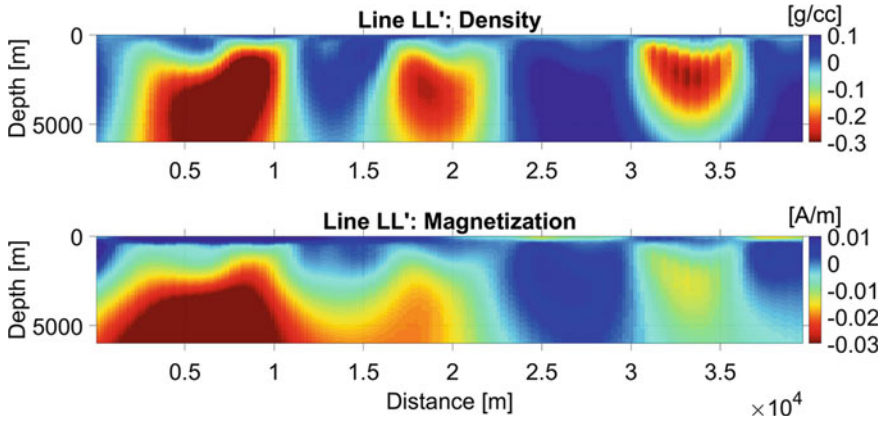 Line LL': Density
[g/cc]
Depth [m]
0
5000
0.1
0
-0.1
-0.2
-0.3
0.5 1 1.5 2 2.5 3 3.5
Line LL': Magnetization
[A/m]
Depth [m]
0
5000
0.01
0
-0.01
-0.02
-0.03
0.5 1 1.5 2 2.5 3 3.5
Distance [m]
×10⁴